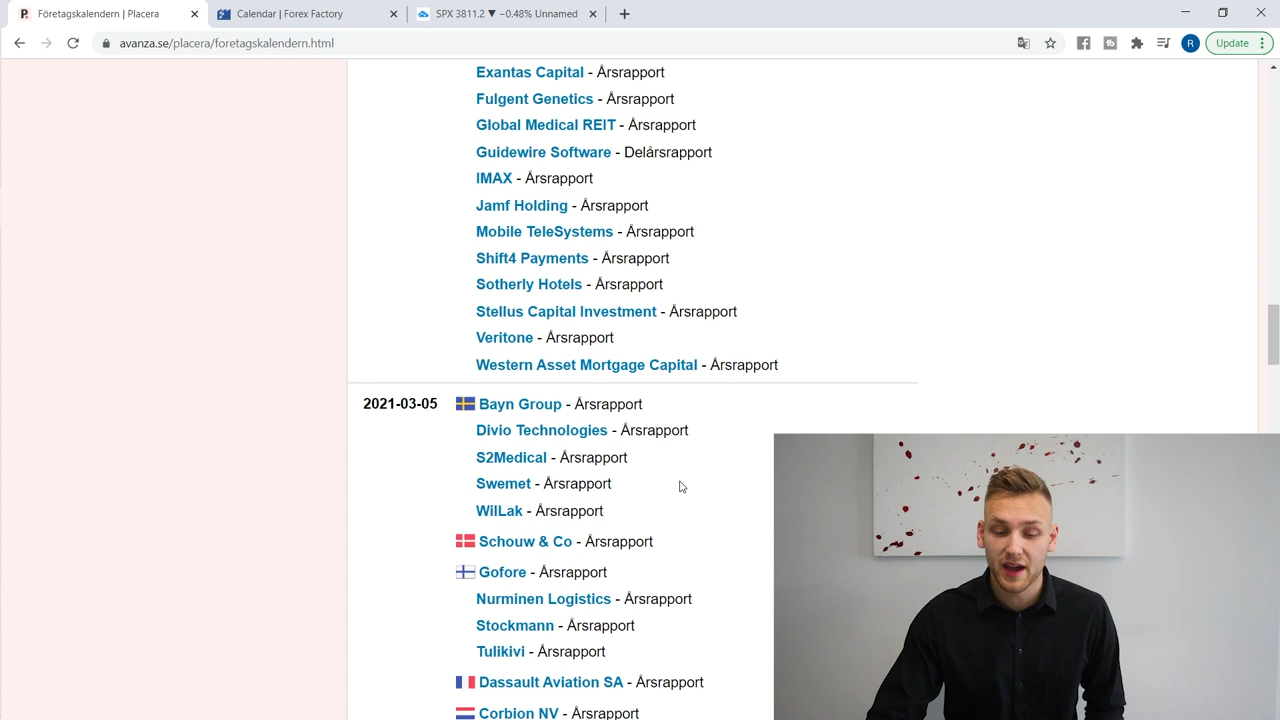 Företagskalendern | Placera
Calendar | Forex Factory
SPX 3811.2 ▼ −0.48% Unnamed
avanza.se/placera/foretagskalendern.html
R
Update
Exantas Capital - Årsrapport
Fulgent Genetics - Årsrapport
Global Medical REIT - Årsrapport
Guidewire Software - Delårsrapport
IMAX - Årsrapport
Jamf Holding - Årsrapport
Mobile TeleSystems - Årsrapport
Shift4 Payments - Årsrapport
Sotherly Hotels - Årsrapport
Stellus Capital Investment - Årsrapport
Veritone - Årsrapport
Western Asset Mortgage Capital - Årsrapport
2021-03-05 Bayn Group - Årsrapport
Divio Technologies - Årsrapport
S2Medical - Årsrapport
Swemet - Årsrapport
WilLak - Årsrapport
Schouw & Co - Årsrapport
Gofore - Årsrapport
Nurminen Logistics - Årsrapport
Stockmann - Årsrapport
Tulikivi - Årsrapport
Dassault Aviation SA - Årsrapport
Corbion NV - Årsrapport